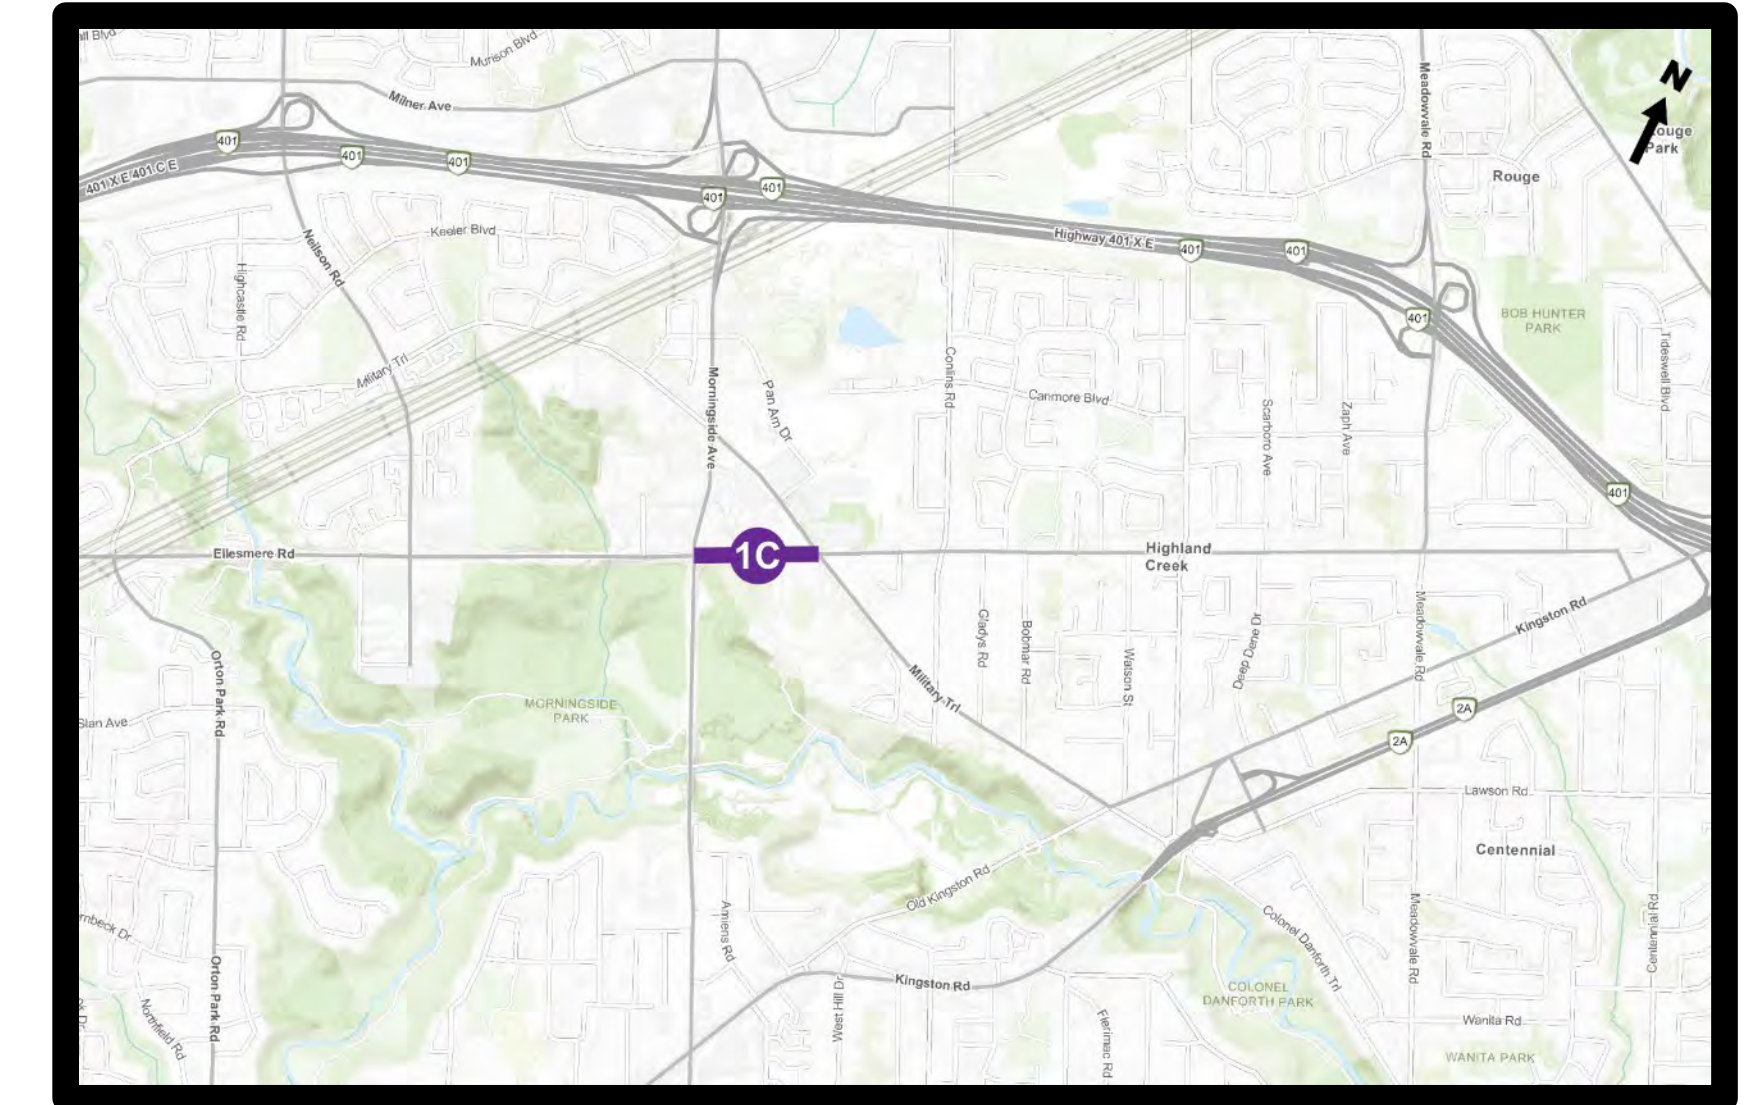 Munson Blvd
Milner Ave
N
Rouge
Park
Meadowvale Rd
401
401
401
401
401
401 X E 401 C E
Rouge
Keeler Blvd
Neilson Rd
Highway 401 X E
401
401
Highcastle Rd
401
BOB HUNTER
PARK
Tideswell Blvd
Military Trl
Morningside Ave
Pan Am Dr
Conlins Rd
Canmore Blvd
Scarboro Ave
Zaph Ave
401
Ellesmere Rd
1C
Highland
Creek
Gladys Rd
Bobmar Rd
Watson St
Deep Dene Dr
Meadowvale Rd
Kingston Rd
Orton Park Rd
Military Trl
MORNINGSIDE
PARK
Slan Ave
2A
2A
Lawson Rd
Centennial
Old Kingston Rd
Amiens Rd
rnbeck Dr
Colonel Danforth Trl
Meadowvale Rd
Centennial Rd
Orton Park Rd
Northfield Rd
Kingston Rd
West Hill Dr
COLONEL
DANFORTH PARK
Fierimac Rd
Wanita Rd
WANITA PARK